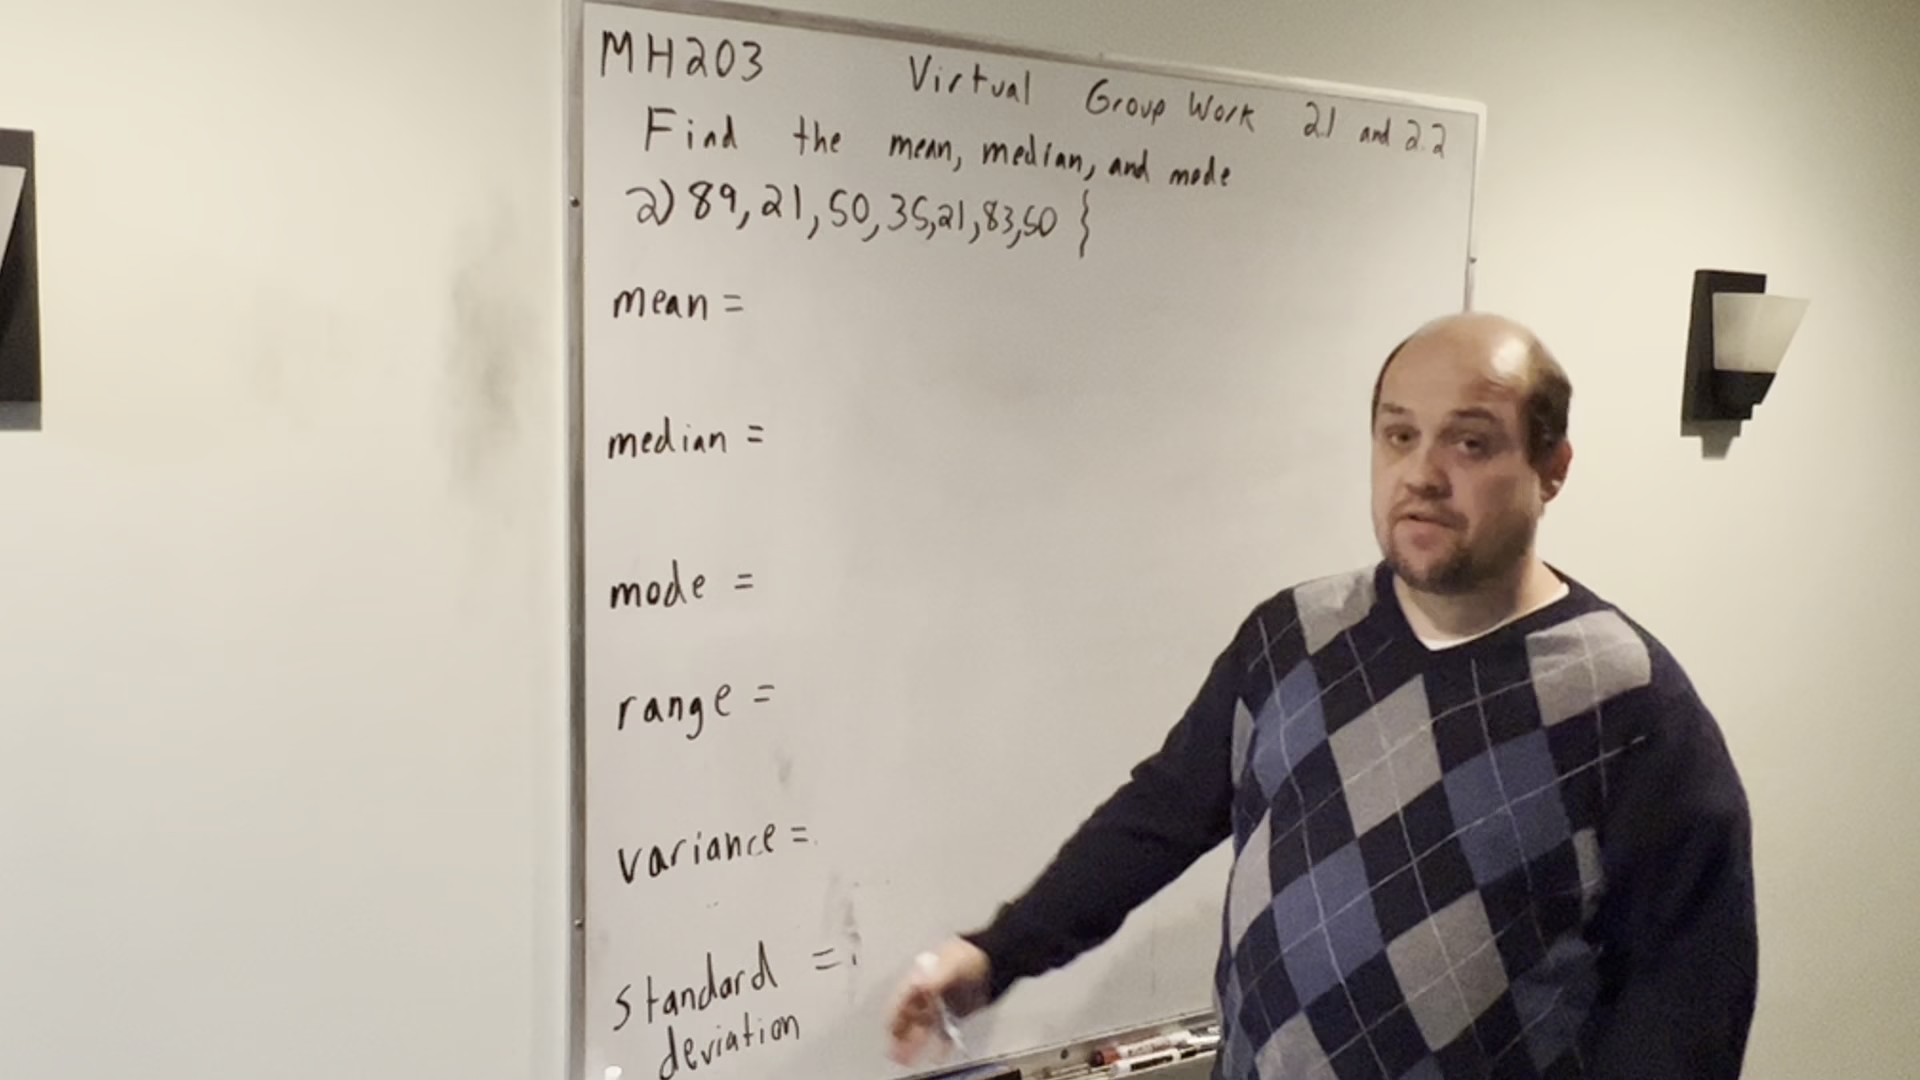 MH203 Virtual Group Work 2.1 and 2.2
Find the mean, median, and mode
2) 89, 21, 50, 35, 21, 83, 50 }
mean =
median =
mode =
range =
variance =
standard =
deviation